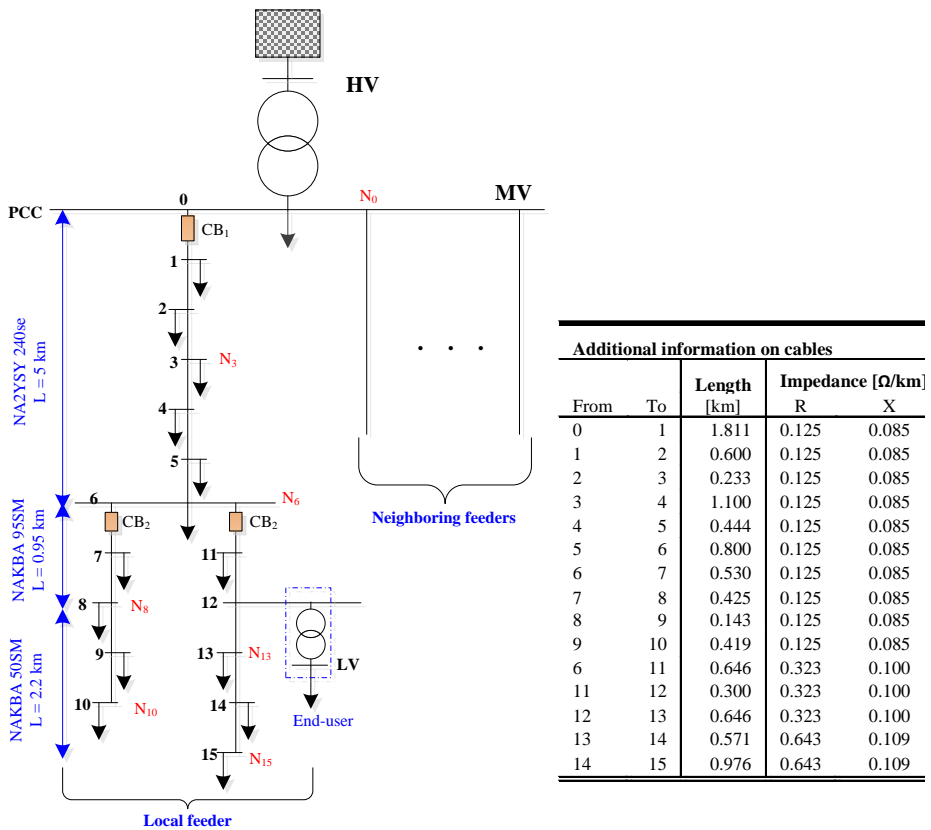 HV
MV
PCC
0
N₀
CB₁
1
2
3
N₃
4
5
6
N₆
CB₂
CB₂
7
11
8
N₈
12
9
13
N₁₃
LV
10
N₁₀
14
End-user
15
N₁₅
NA2YSY 240se
L = 5 km
NAKBA 95SM
L = 0.95 km
NAKBA 50SM
L = 2.2 km
. . .
Neighboring feeders
Local feeder
Additional information on cables
Length Impedance [Ω/km]
From To [km] R X
0 1 1.811 0.125 0.085
1 2 0.600 0.125 0.085
2 3 0.233 0.125 0.085
3 4 1.100 0.125 0.085
4 5 0.444 0.125 0.085
5 6 0.800 0.125 0.085
6 7 0.530 0.125 0.085
7 8 0.425 0.125 0.085
8 9 0.143 0.125 0.085
9 10 0.419 0.125 0.085
6 11 0.646 0.323 0.100
11 12 0.300 0.323 0.100
12 13 0.646 0.323 0.100
13 14 0.571 0.643 0.109
14 15 0.976 0.643 0.109